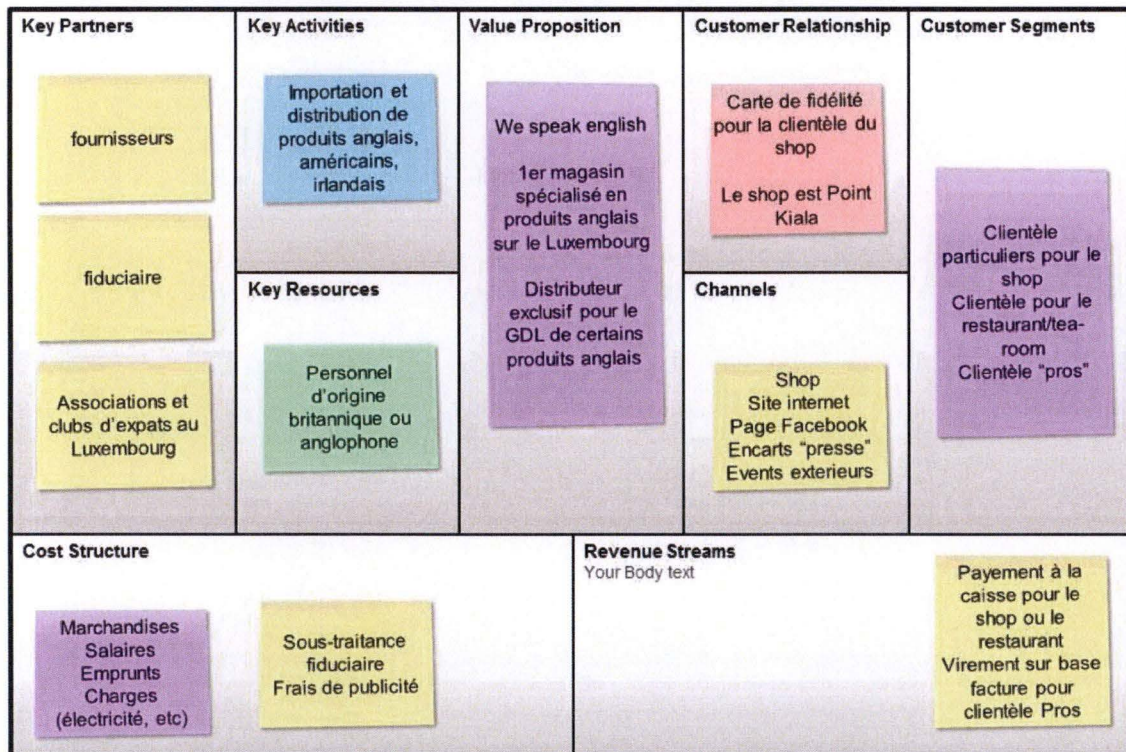 Key Partners
fournisseurs
fiduciaire
Associations et
clubs d'expats au
Luxembourg
Key Activities
Importation et
distribution de
produits anglais,
américains,
irlandais
Key Resources
Personnel
d'origine
britannique ou
anglophone
Value Proposition
We speak english
1er magasin
spécialisé en
produits anglais
sur le Luxembourg
Distributeur
exclusif pour le
GDL de certains
produits anglais
Customer Relationship
Carte de fidélité
pour la clientèle du
shop
Le shop est Point
Kiala
Channels
Shop
Site internet
Page Facebook
Encarts "presse"
Events exterieurs
Customer Segments
Clientèle
particuliers pour le
shop
Clientèle pour le
restaurant/tea-
room
Clientèle "pros"
Cost Structure
Marchandises
Salaires
Emprunts
Charges
(électricité, etc)
Sous-traitance
fiduciaire
Frais de publicité
Revenue Streams
Your Body text
Payement à la
caisse pour le
shop ou le
restaurant
Virement sur base
facture pour
clientèle Pros